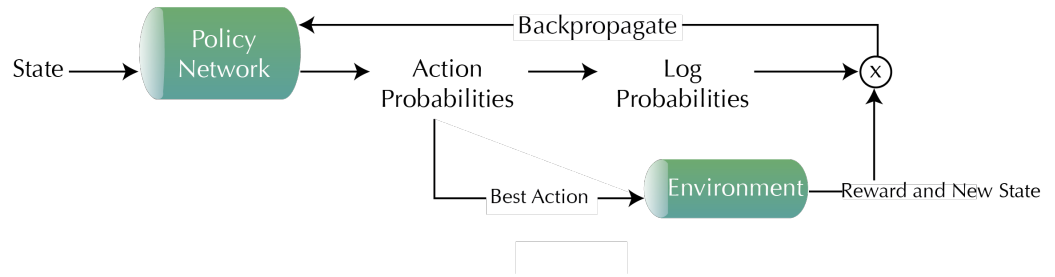 Backpropagate
State
Policy
Network
Action
Probabilities
Log
Probabilities
x
Best Action
Environment
Reward and New State